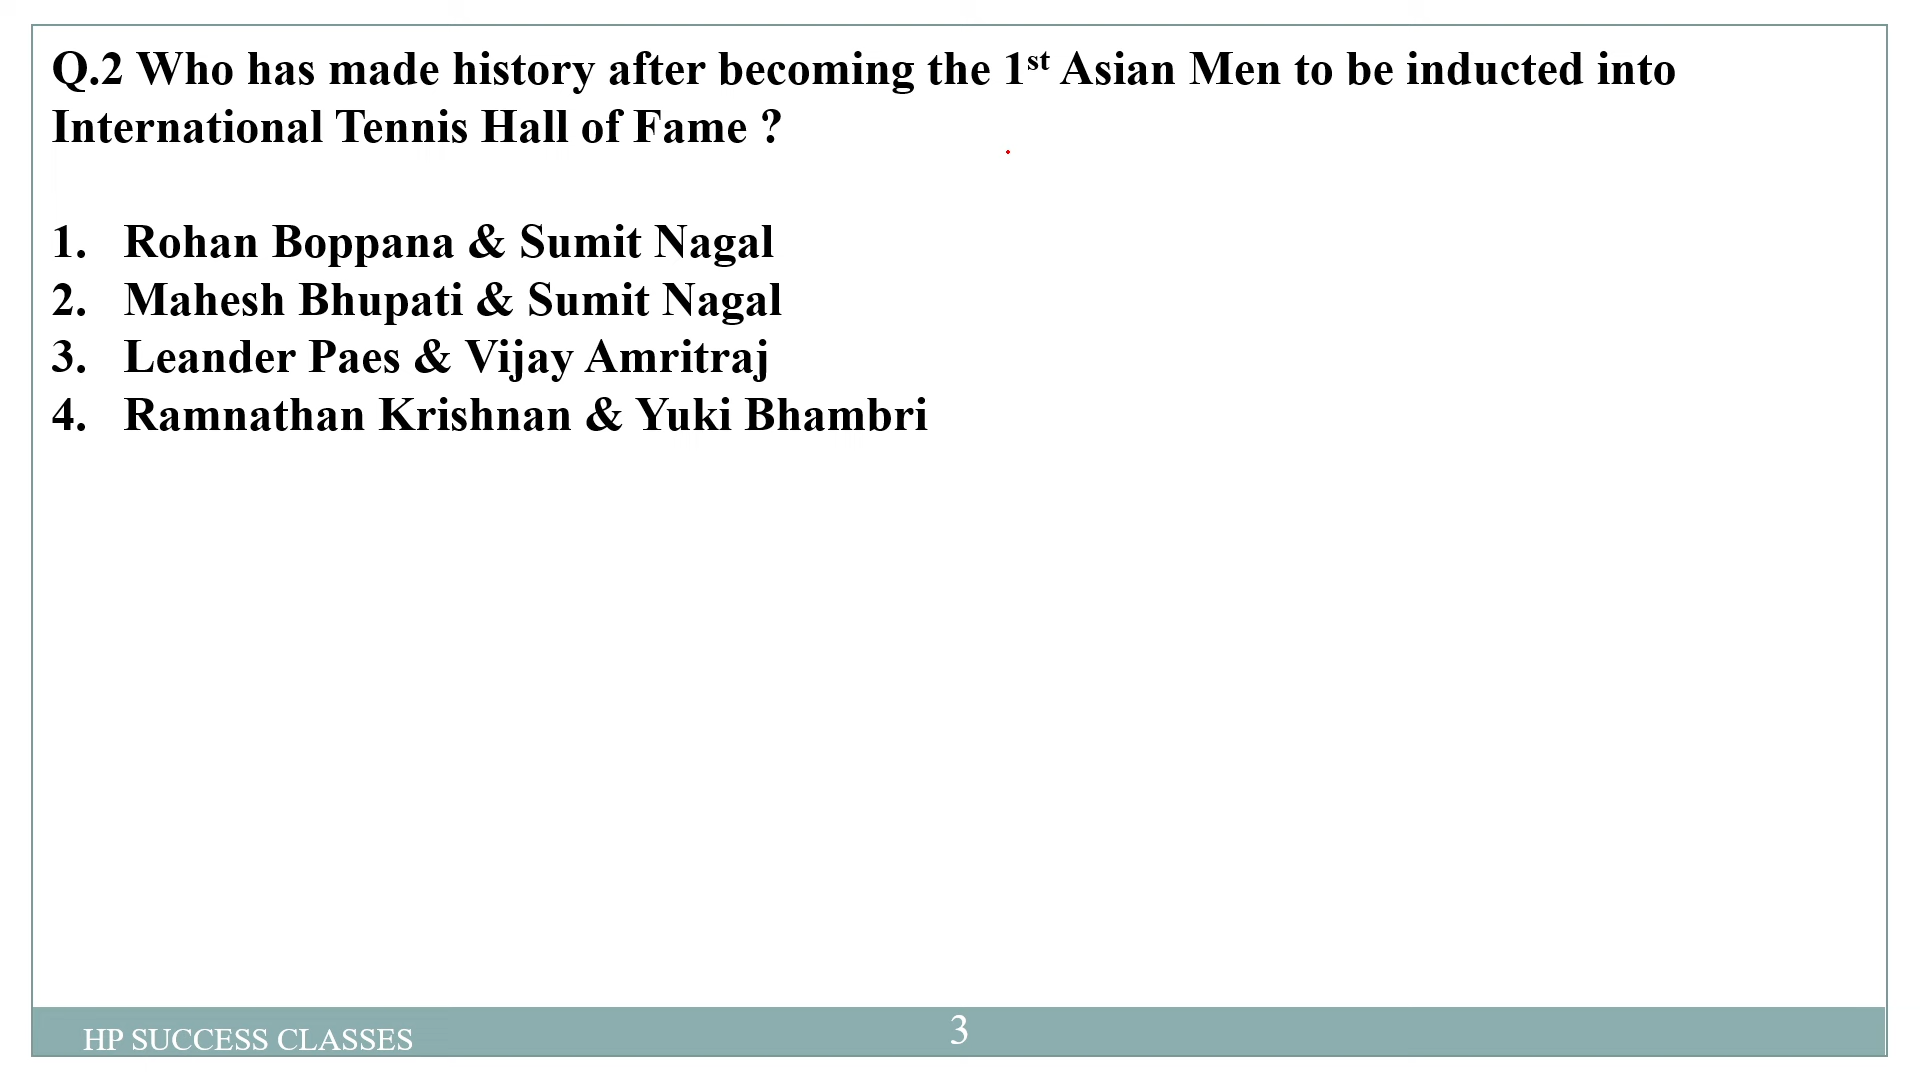 Q.2 Who has made history after becoming the 1st Asian Men to be inducted into
International Tennis Hall of Fame ?
1. Rohan Boppana & Sumit Nagal
2. Mahesh Bhupati & Sumit Nagal
3. Leander Paes & Vijay Amritraj
4. Ramnathan Krishnan & Yuki Bhambri
HP SUCCESS CLASSES
3